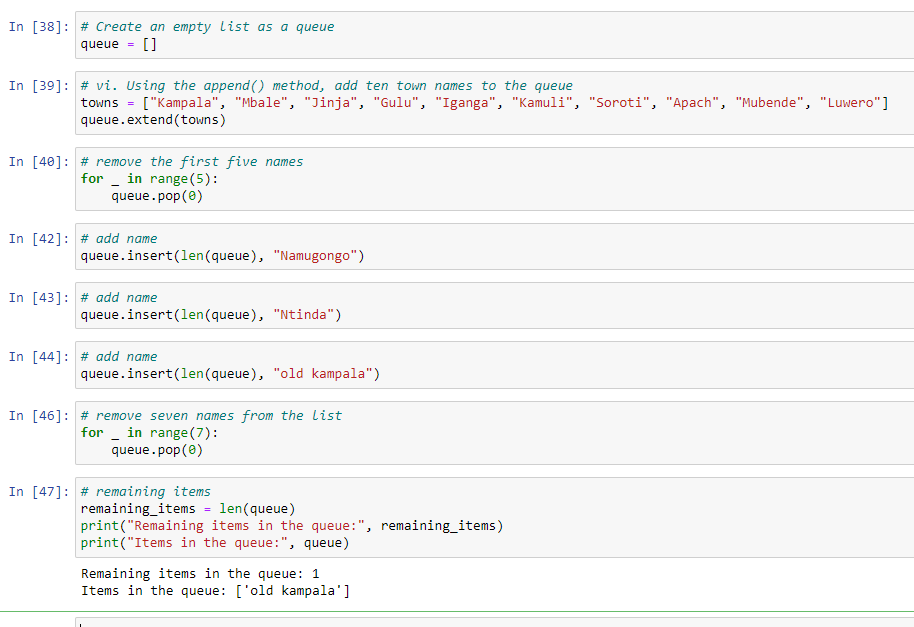 In [38]: # Create an empty list as a queue
queue = []
In [39]: # vi. Using the append() method, add ten town names to the queue
towns = ["Kampala", "Mbale", "Jinja", "Gulu", "Iganga", "Kamuli", "Soroti", "Apach", "Mubende", "Luwero"]
queue.extend(towns)
In [40]: # remove the first five names
for _ in range(5):
    queue.pop(0)
In [42]: # add name
queue.insert(len(queue), "Namugongo")
In [43]: # add name
queue.insert(len(queue), "Ntinda")
In [44]: # add name
queue.insert(len(queue), "old kampala")
In [46]: # remove seven names from the list
for _ in range(7):
    queue.pop(0)
In [47]: # remaining items
remaining_items = len(queue)
print("Remaining items in the queue:", remaining_items)
print("Items in the queue:", queue)
Remaining items in the queue: 1
Items in the queue: ['old kampala']